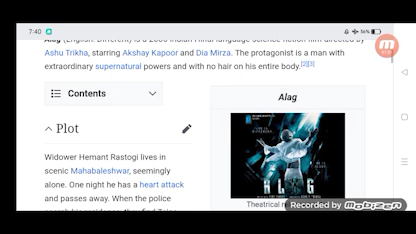 7:40
56%
Alag (English: Different) is a 2006 Indian Hindi-language science fiction film directed by
Ashu Trikha, starring Akshay Kapoor and Dia Mirza. The protagonist is a man with
extraordinary supernatural powers and with no hair on his entire body.[2][3]
Contents
Plot
Widower Hemant Rastogi lives in
scenic Mahabaleshwar, seemingly
alone. One night he has a heart attack
and passes away. When the police
Alag
ALAG
Theatrical
Recorded by Mobizen